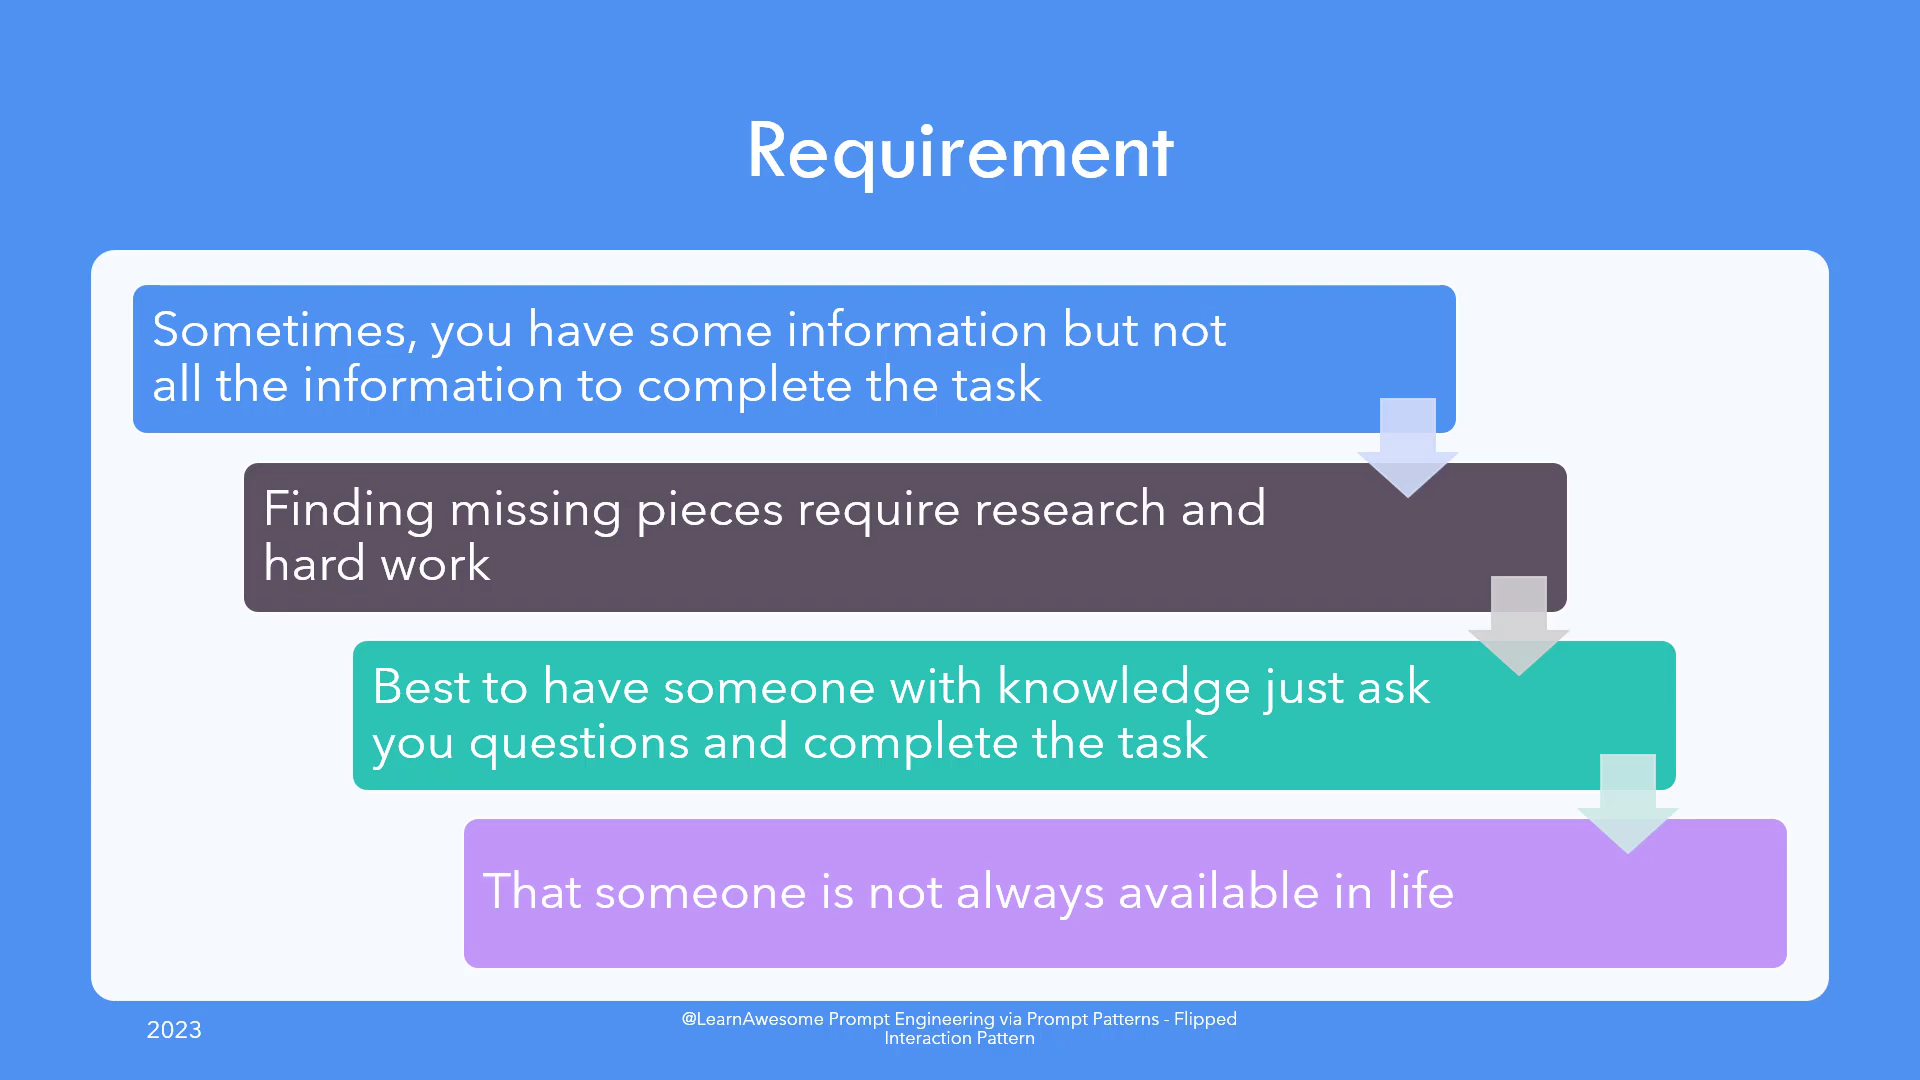 Requirement
Sometimes, you have some information but not
all the information to complete the task
Finding missing pieces require research and
hard work
Best to have someone with knowledge just ask
you questions and complete the task
That someone is not always available in life
2023
@LearnAwesome Prompt Engineering via Prompt Patterns - Flipped
Interaction Pattern